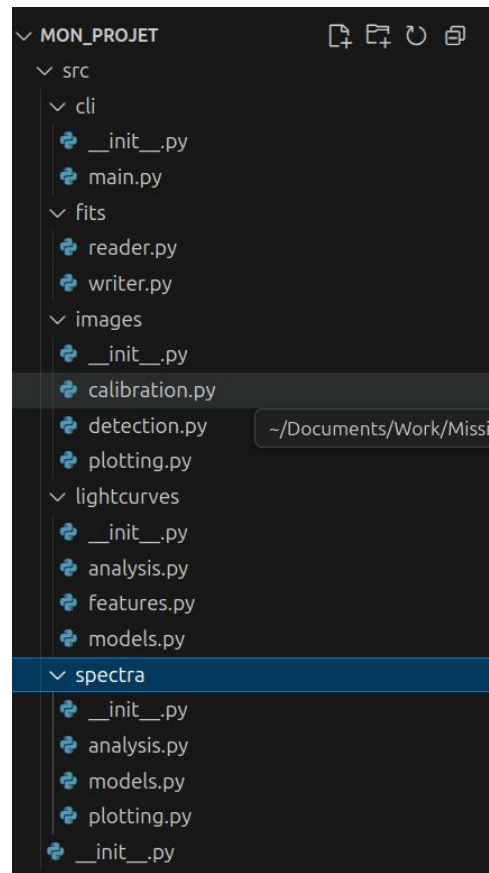 MON_PROJET
src
cli
__init__.py
main.py
fits
reader.py
writer.py
images
__init__.py
calibration.py
detection.py
~/Documents/Work/Missi
plotting.py
lightcurves
__init__.py
analysis.py
features.py
models.py
spectra
__init__.py
analysis.py
models.py
plotting.py
__init__.py